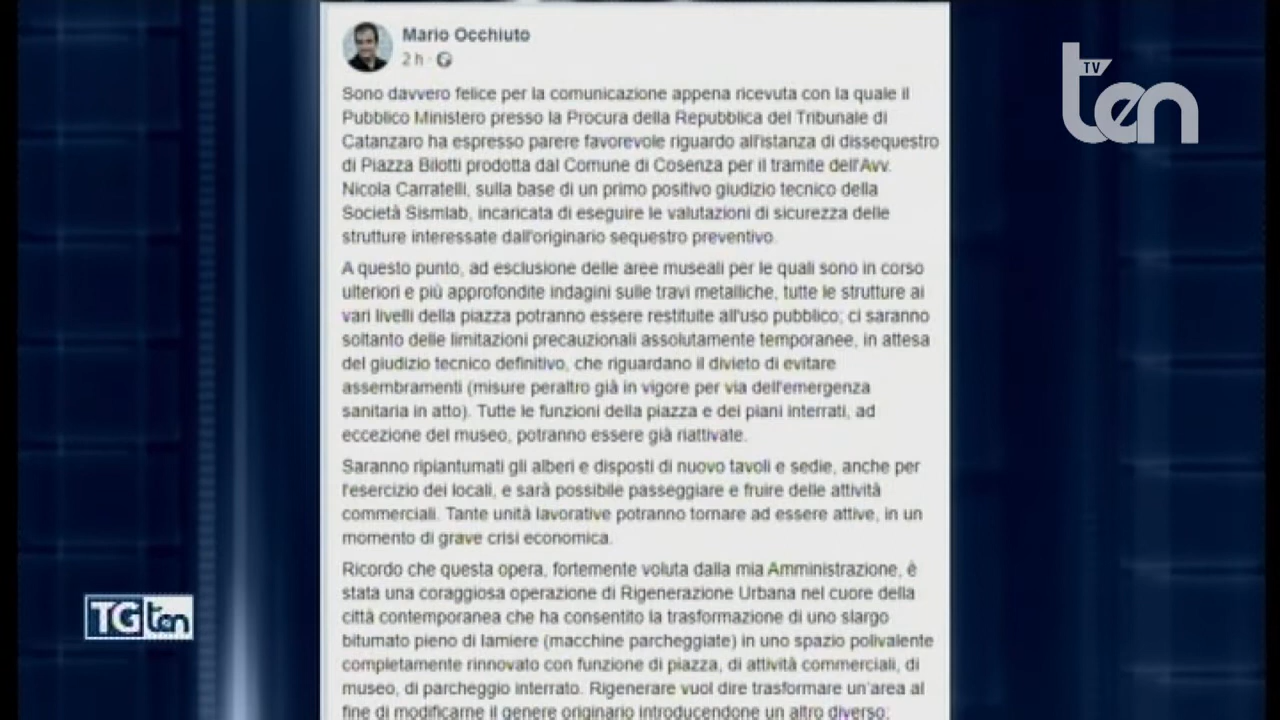 Mario Occhiuto
2 h ·
Sono davvero felice per la comunicazione appena ricevuta con la quale il
Pubblico Ministero presso la Procura della Repubblica del Tribunale di
Catanzaro ha espresso parere favorevole riguardo all'istanza di dissequestro
di Piazza Bilotti prodotta dal Comune di Cosenza per il tramite dell'Avv.
Nicola Carratelli, sulla base di un primo positivo giudizio tecnico della
Società Sismlab, incaricata di eseguire le valutazioni di sicurezza delle
strutture interessate dall'originario sequestro preventivo.
A questo punto, ad esclusione delle aree museali per le quali sono in corso
ulteriori e più approfondite indagini sulle travi metalliche, tutte le strutture ai
vari livelli della piazza potranno essere restituite all'uso pubblico; ci saranno
soltanto delle limitazioni precauzionali assolutamente temporanee, in attesa
del giudizio tecnico definitivo, che riguardano il divieto di evitare
assembramenti (misure peraltro già in vigore per via dell'emergenza
sanitaria in atto). Tutte le funzioni della piazza e dei piani interrati, ad
eccezione del museo, potranno essere già riattivate.
Saranno ripiantumati gli alberi e disposti di nuovo tavoli e sedie, anche per
l'esercizio dei locali, e sarà possibile passeggiare e fruire delle attività
commerciali. Tante unità lavorative potranno tornare ad essere attive, in un
momento di grave crisi economica.
Ricordo che questa opera, fortemente voluta dalla mia Amministrazione, è
stata una coraggiosa operazione di Rigenerazione Urbana nel cuore della
città contemporanea che ha consentito la trasformazione di uno slargo
bitumato pieno di lamiere (macchine parcheggiate) in uno spazio polivalente
completamente rinnovato con funzione di piazza, di attività commerciali, di
museo, di parcheggio interrato. Rigenerare vuol dire trasformare un'area al
fine di modificarne il genere originario introducendone un altro diverso;
TV
ten
TG ten